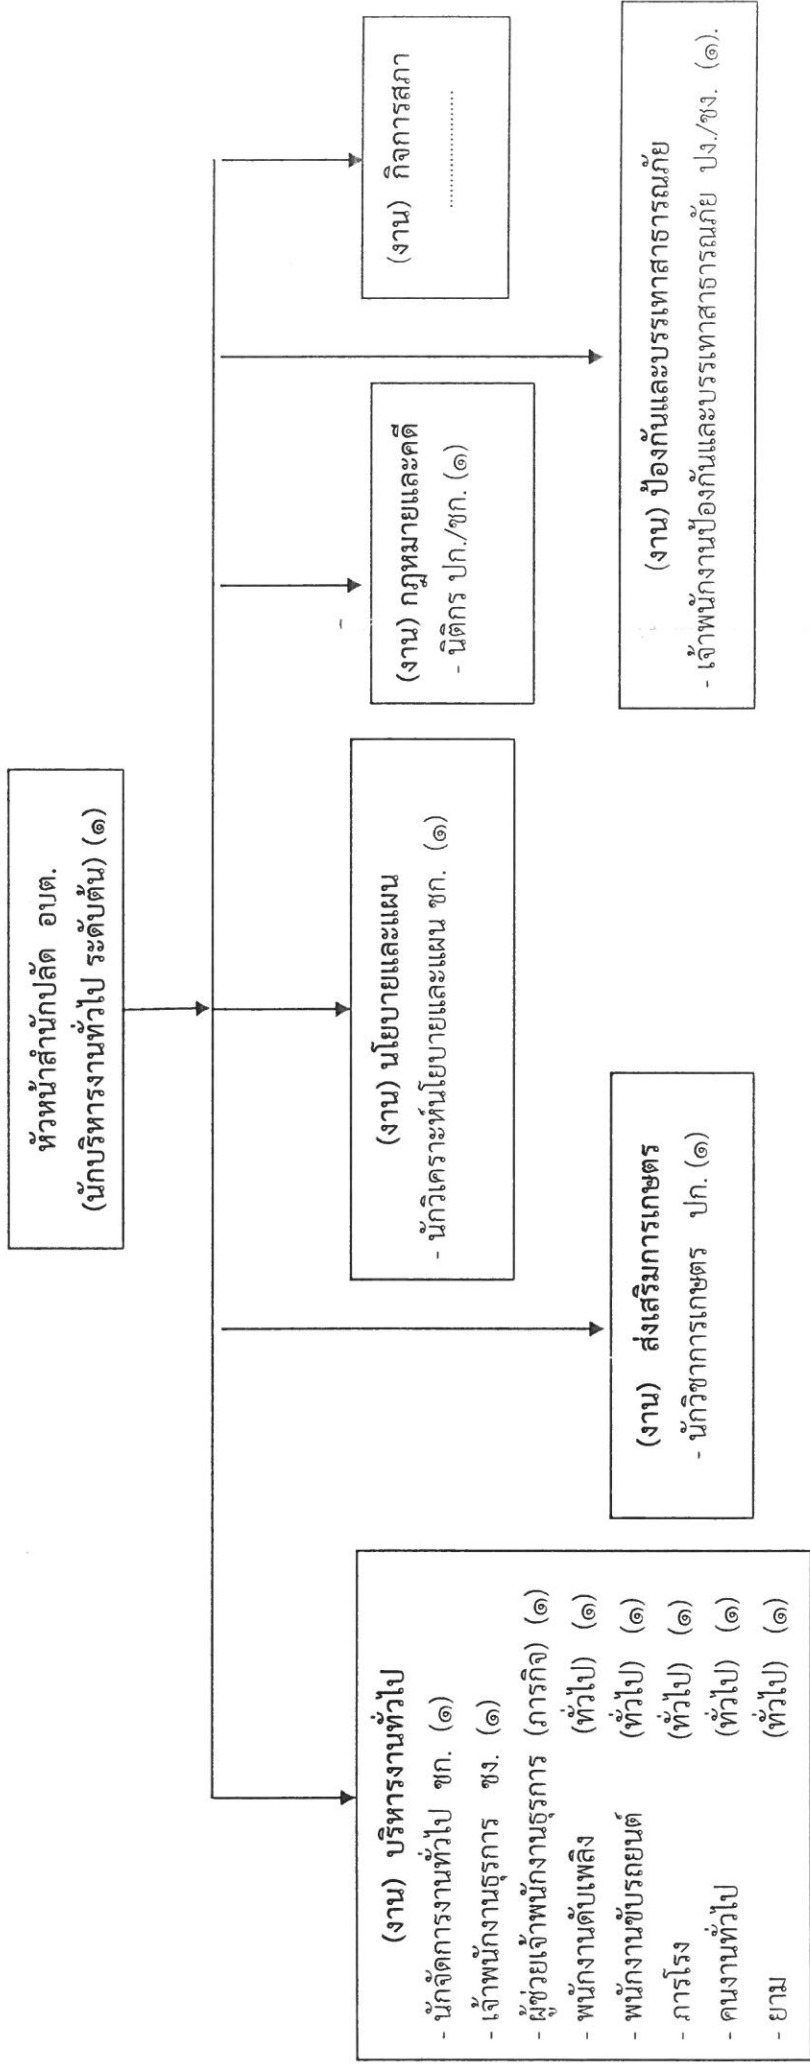 หัวหน้าสำนักปลัด อบต.
(นักบริหารงานทั่วไป ระดับต้น) (๑)
(งาน) บริหารงานทั่วไป
- นักจัดการงานทั่วไป ชก. (๑)
- เจ้าพนักงานธุรการ ชง. (๑)
- ผู้ช่วยเจ้าพนักงานธุรการ (ภารกิจ) (๑)
- พนักงานดับเพลิง (ทั่วไป) (๑)
- พนักงานขับรถยนต์ (ทั่วไป) (๑)
- ภารโรง (ทั่วไป) (๑)
- คนงานทั่วไป (ทั่วไป) (๑)
- ยาม (ทั่วไป) (๑)
(งาน) ส่งเสริมการเกษตร
- นักวิชาการเกษตร ปก. (๑)
(งาน) นโยบายและแผน
- นักวิเคราะห์นโยบายและแผน ชก. (๑)
(งาน) กฎหมายและคดี
- นิติกร ปก./ชก. (๑)
(งาน) ป้องกันและบรรเทาสาธารณภัย
- เจ้าพนักงานป้องกันและบรรเทาสาธารณภัย ปง./ชง. (๑).
(งาน) กิจการสภา
.....................